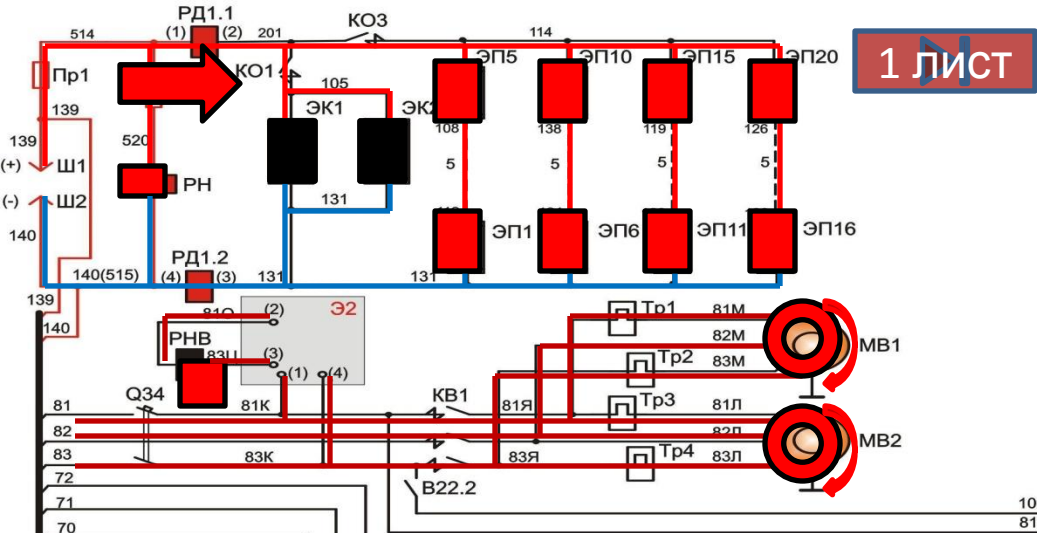 РД1.1
514 (1) (2) 201 КО3 114
ЭП5 ЭП10 ЭП15 ЭП20
1 лист
Пр1 КО1
105
139 ЭК1
139 520 108 138 119 126
(+) Ш1 5 5 5 5
РН
(-) Ш2 131
140 ЭП1 ЭП6 ЭП11 ЭП16
РД1.2
140(515) (4) (3) 131 131
139
Э2
(2) Тр1 81М
140 82М МВ1
РНВ
(3) Тр2 83М
(1) (4)
Q34 КВ1 Тр3
81 81К 81Я 81Л
82 МВ2
83 83К 83Я Тр4 83Л
72 В22.2
71 10
70 81